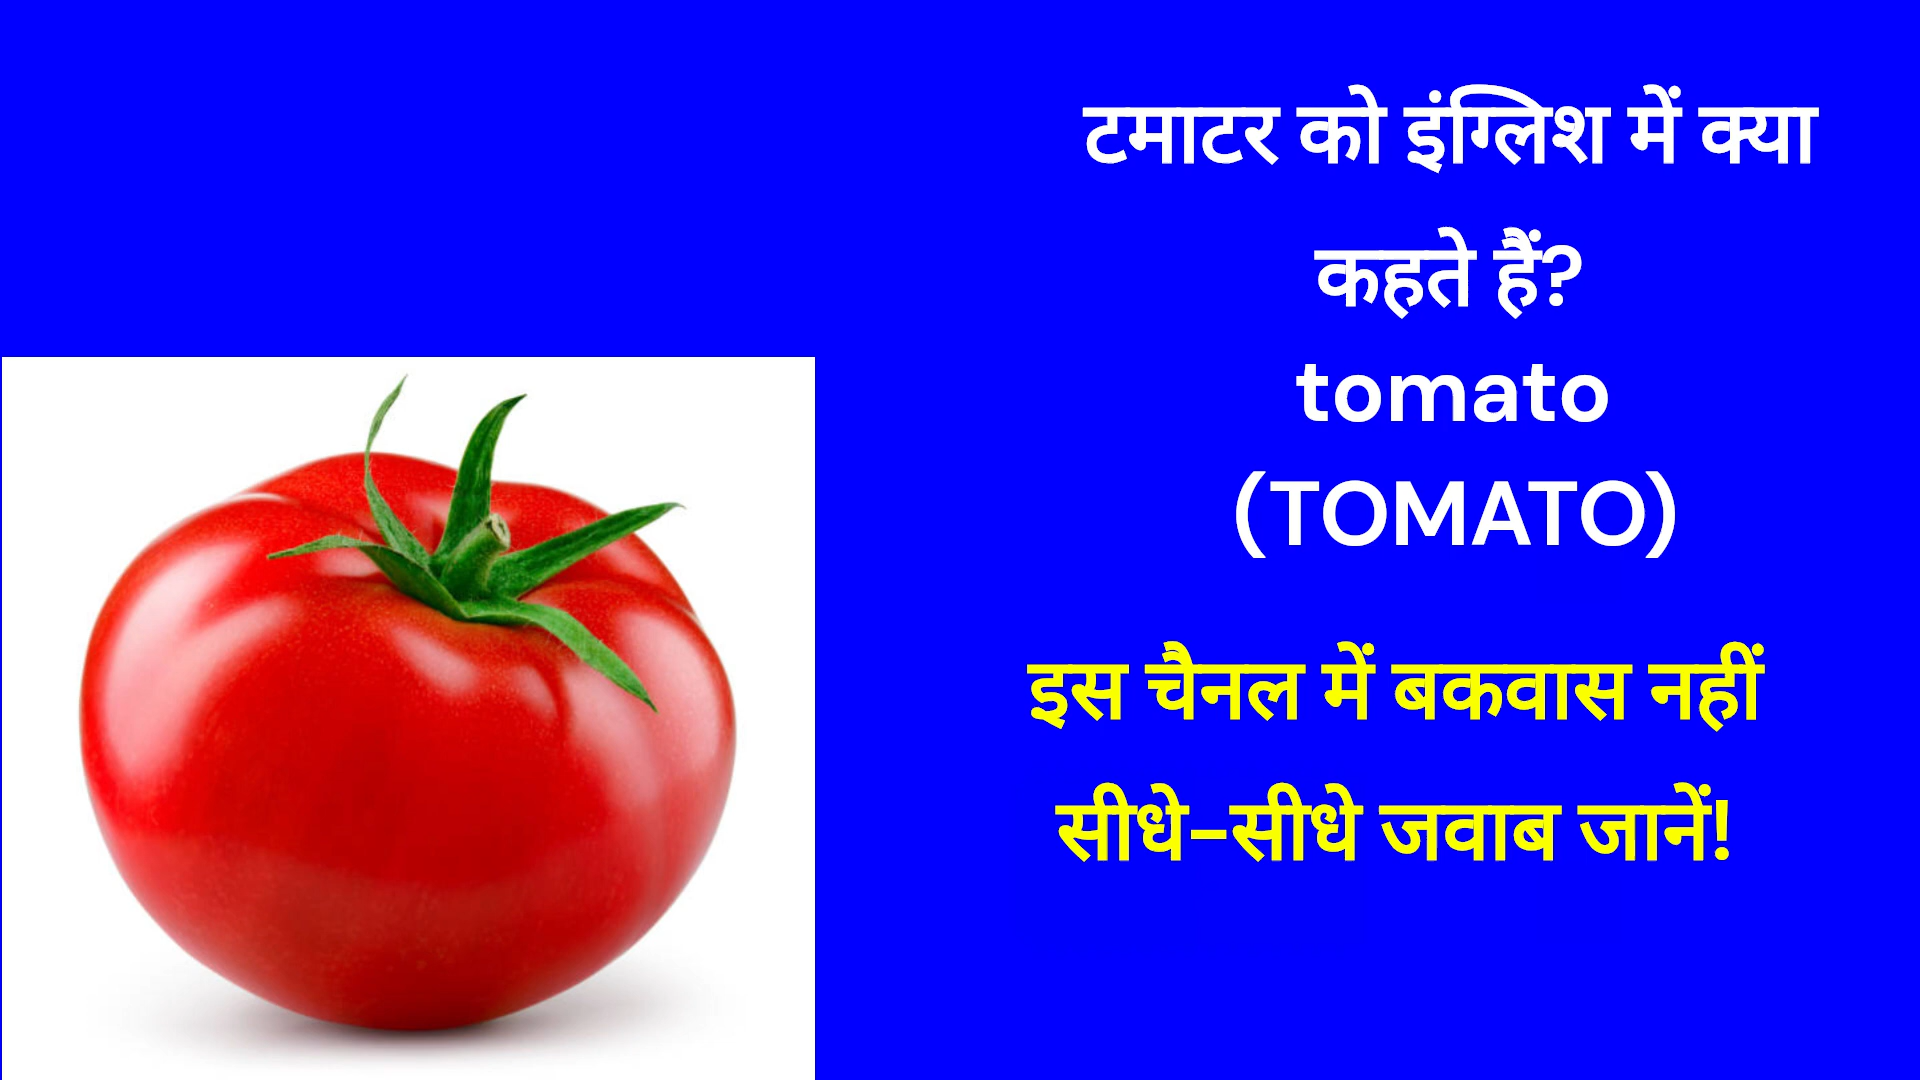 टमाटर को इंग्लिश में क्या
कहते हैं?
tomato
(TOMATO)
इस चैनल में बकवास नहीं
सीधे-सीधे जवाब जानें!